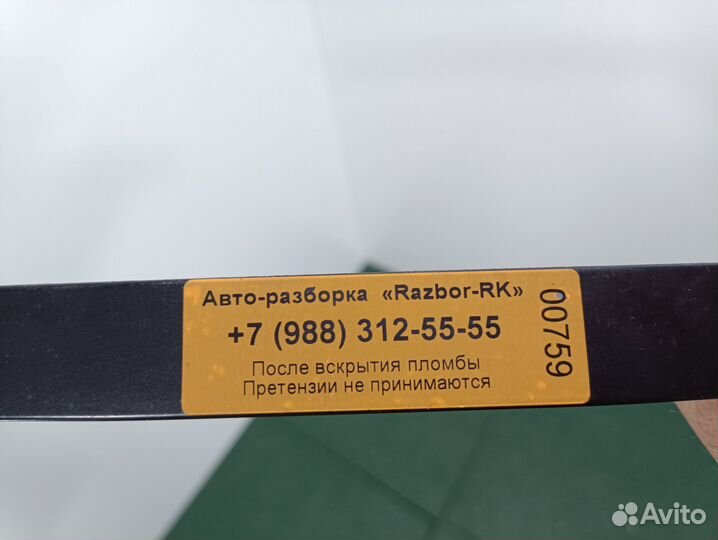 Авто-разборка «Razbor-RK»
+7 (988) 312-55-55
После вскрытия пломбы
Претензии не принимаются
00759
Avito